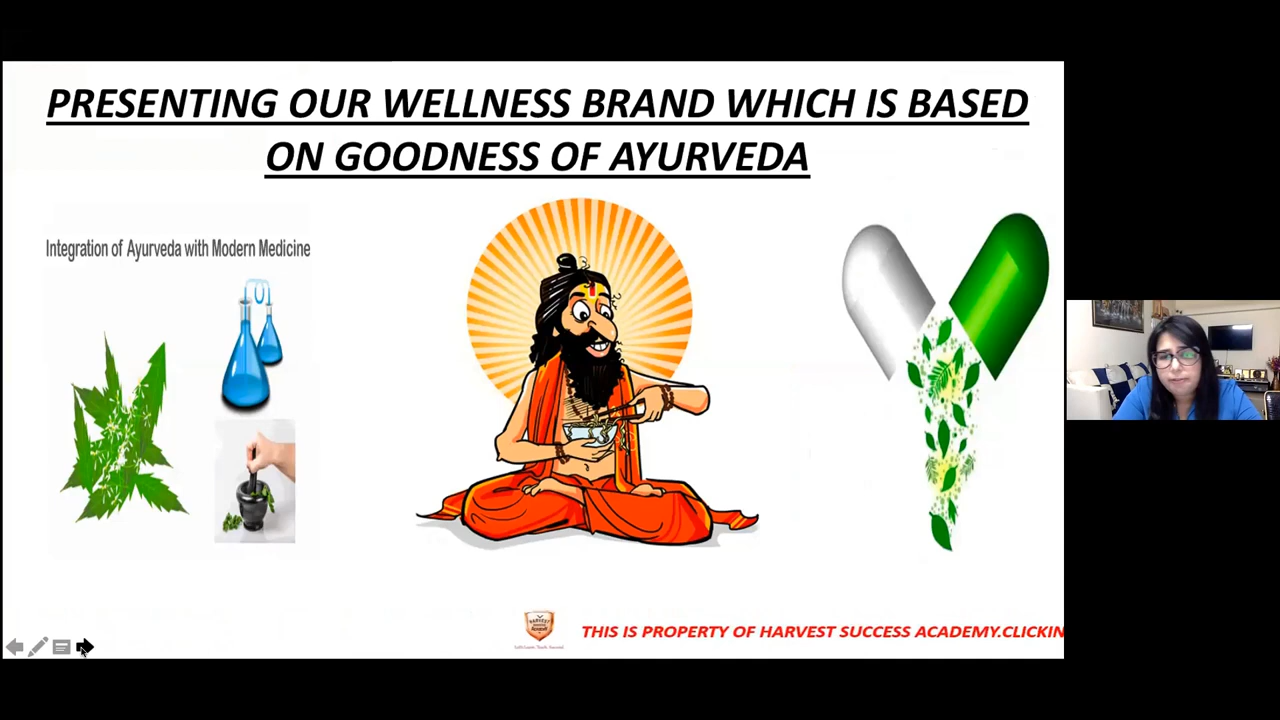 PRESENTING OUR WELLNESS BRAND WHICH IS BASED
ON GOODNESS OF AYURVEDA
Integration of Ayurveda with Modern Medicine
HARVEST
THIS IS PROPERTY OF HARVEST SUCCESS ACADEMY.CLICKIN